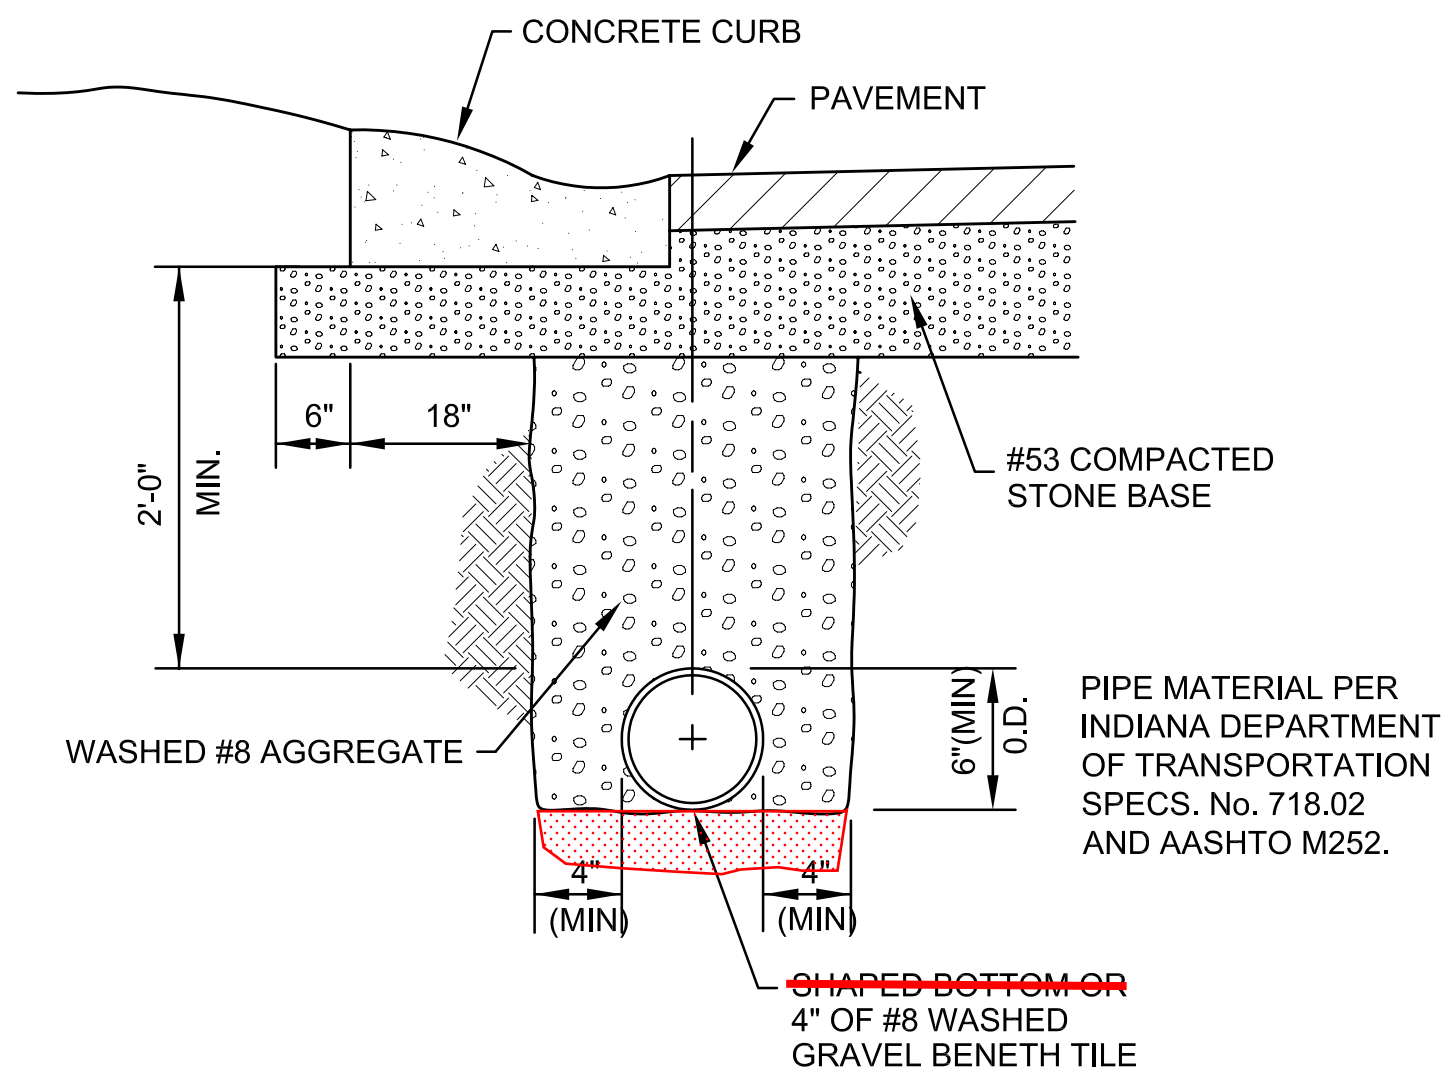 CONCRETE CURB
PAVEMENT
6"
18"
2'-0"
MIN.
#53 COMPACTED
STONE BASE
WASHED #8 AGGREGATE
6"(MIN)
O.D.
PIPE MATERIAL PER
INDIANA DEPARTMENT
OF TRANSPORTATION
SPECS. No. 718.02
AND AASHTO M252.
4"
(MIN)
4"
(MIN)
SHAPED BOTTOM OR
4" OF #8 WASHED
GRAVEL BENETH TILE